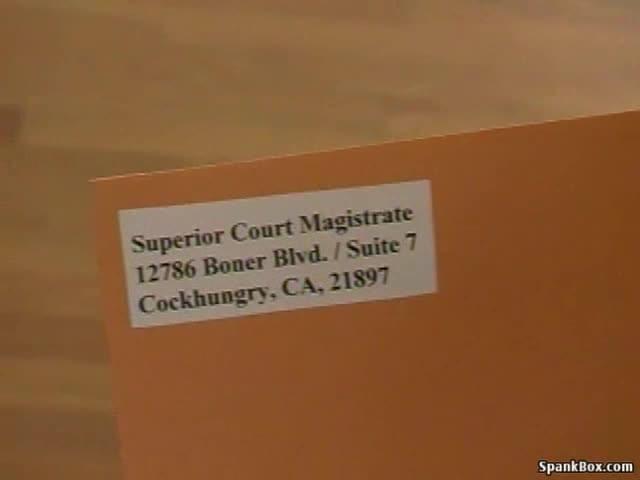 Superior Court Magistrate
12786 Boner Blvd. / Suite 7
Cockhungry, CA, 21897
SpankBox.com